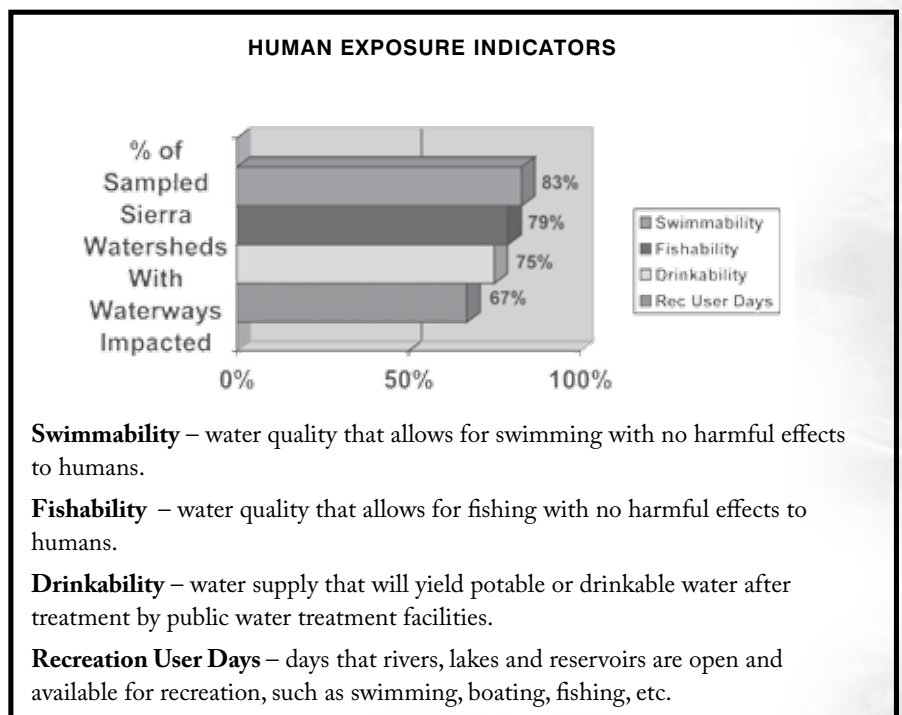 HUMAN EXPOSURE INDICATORS
% of
Sampled
Sierra
Watersheds
With
Waterways
Impacted
83%
79%
75%
67%
0%
50%
100%
Swimmability
Fishability
Drinkability
Rec User Days
Swimmability – water quality that allows for swimming with no harmful effects
to humans.
Fishability – water quality that allows for fishing with no harmful effects to
humans.
Drinkability – water supply that will yield potable or drinkable water after
treatment by public water treatment facilities.
Recreation User Days – days that rivers, lakes and reservoirs are open and
available for recreation, such as swimming, boating, fishing, etc.